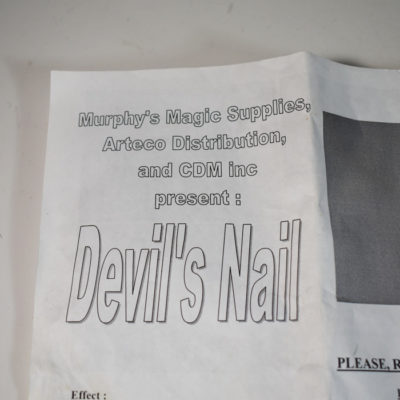 Murphy's Magic Supplies,
Arteco Distribution,
and CDM inc
present :
Devil's Nail
Effect :
PLEASE,